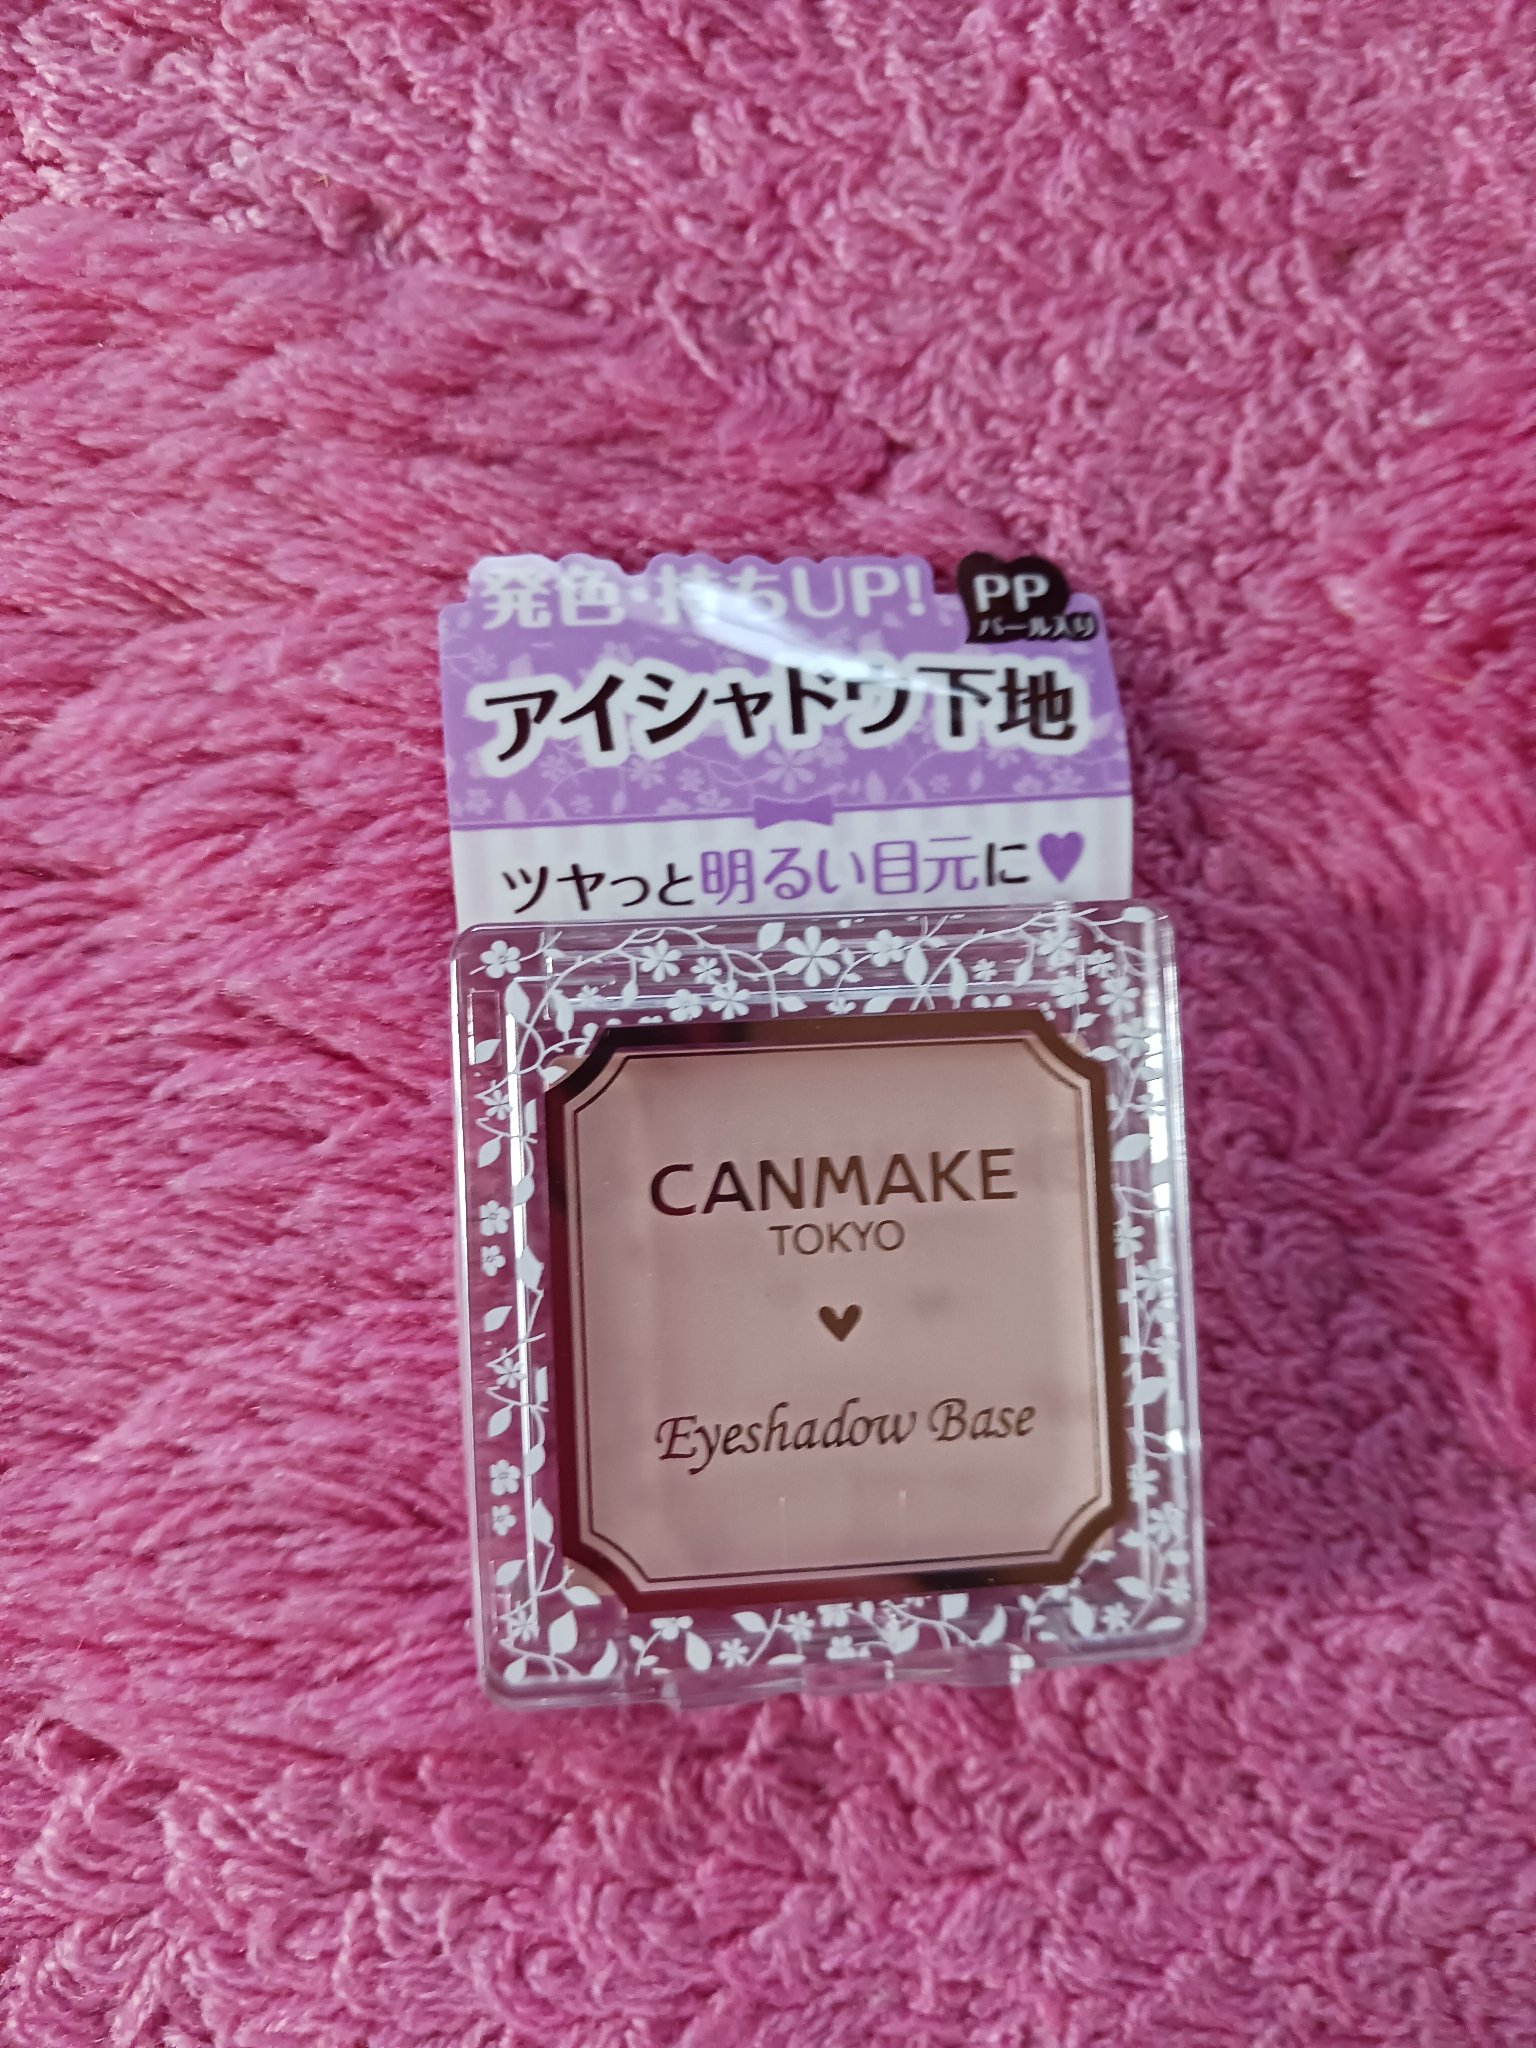 発色・持ちUP!
PP
パール入り
アイシャドウ下地
ツヤっと明るい目元に♥
CANMAKE
TOKYO
♥
Eyeshadow Base